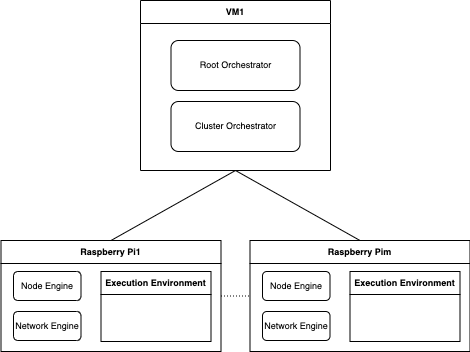 VM1
Root Orchestrator
Cluster Orchestrator
Raspberry Pi1
Node Engine
Network Engine
Execution Environment
Raspberry Pim
Node Engine
Network Engine
Execution Environment